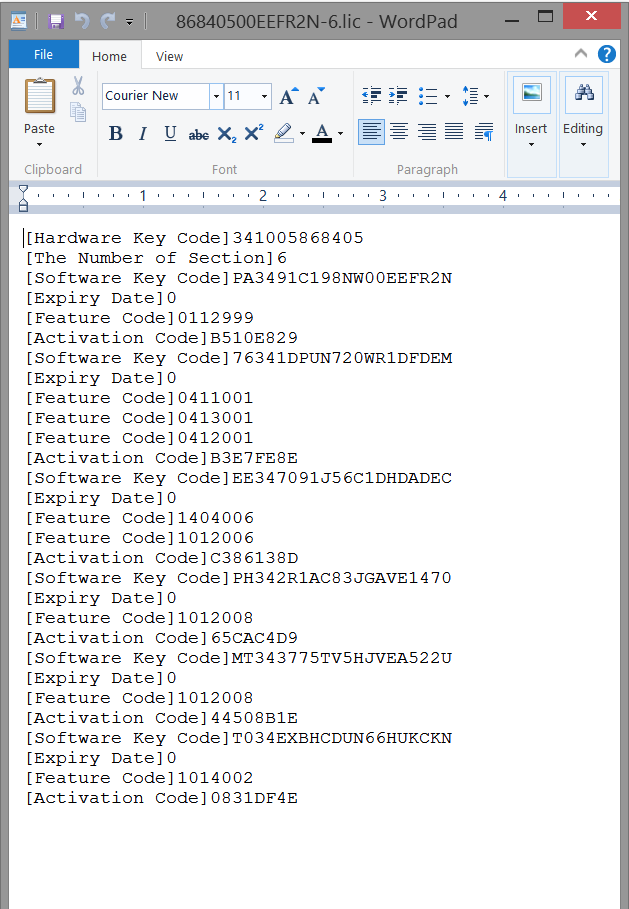 86840500EEFR2N-6.lic - WordPad
File
Home
View
Paste
Clipboard
Courier New
11
A A
B I U abc X2 X2 A
Font
Paragraph
Insert
Editing
1 2 3 4
[Hardware Key Code]341005868405
[The Number of Section]6
[Software Key Code]PA3491C198NW00EEFR2N
[Expiry Date]0
[Feature Code]0112999
[Activation Code]B510E829
[Software Key Code]76341DPUN720WR1DFDEM
[Expiry Date]0
[Feature Code]0411001
[Feature Code]0413001
[Feature Code]0412001
[Activation Code]B3E7FE8E
[Software Key Code]EE347091J56C1DHDADEC
[Expiry Date]0
[Feature Code]1404006
[Feature Code]1012006
[Activation Code]C386138D
[Software Key Code]PH342R1AC83JGAVE1470
[Expiry Date]0
[Feature Code]1012008
[Activation Code]65CAC4D9
[Software Key Code]MT343775TV5HJVEA522U
[Expiry Date]0
[Feature Code]1012008
[Activation Code]44508B1E
[Software Key Code]T034EXBHCDUN66HUKCKN
[Expiry Date]0
[Feature Code]1014002
[Activation Code]0831DF4E